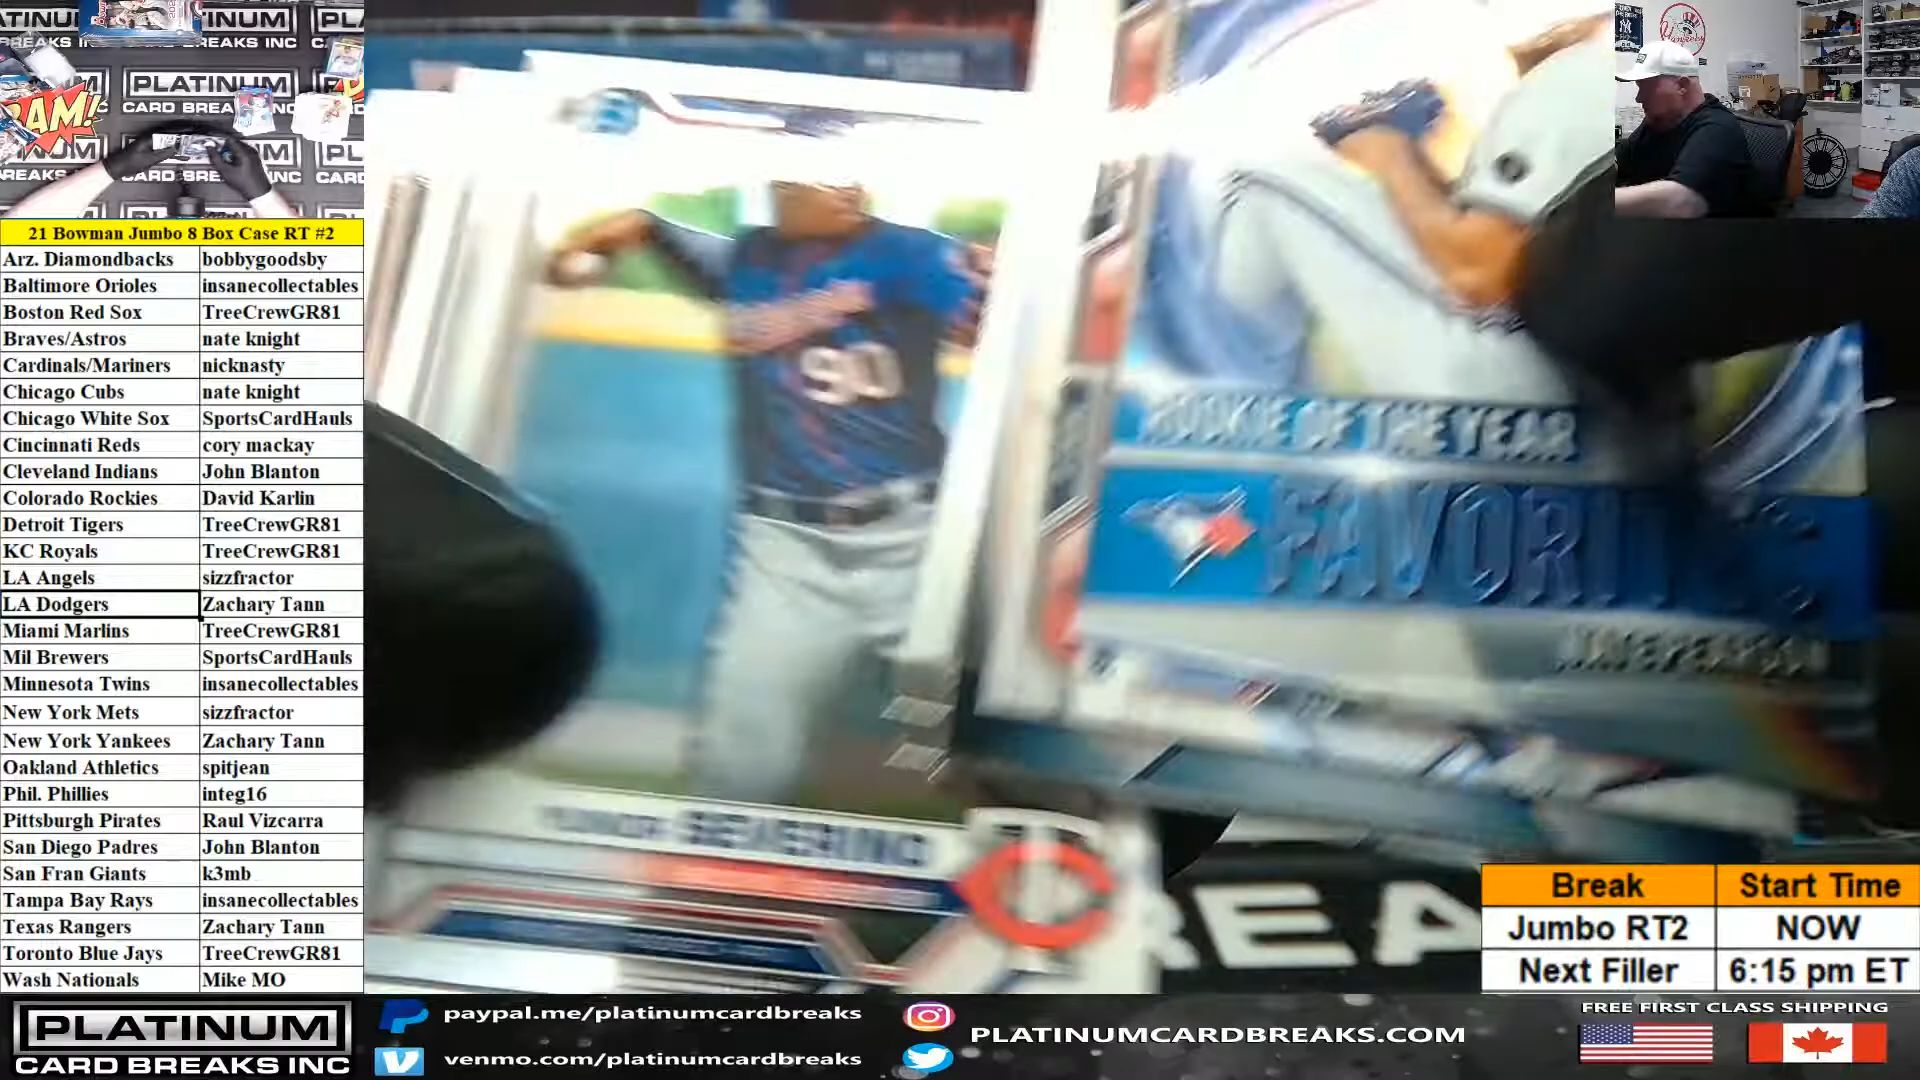 PLATINUM
CARD BREAKS INC
BAM!
21 Bowman Jumbo 8 Box Case RT #2
Arz. Diamondbacks bobbygoodsby
Baltimore Orioles insanecollectables
Boston Red Sox TreeCrewGR81
Braves/Astros nate knight
Cardinals/Mariners nicknasty
Chicago Cubs nate knight
Chicago White Sox SportsCardHauls
Cincinnati Reds cory mackay
Cleveland Indians John Blanton
Colorado Rockies David Karlin
Detroit Tigers TreeCrewGR81
KC Royals TreeCrewGR81
LA Angels sizzfractor
LA Dodgers Zachary Tann
Miami Marlins TreeCrewGR81
Mil Brewers SportsCardHauls
Minnesota Twins insanecollectables
New York Mets sizzfractor
New York Yankees Zachary Tann
Oakland Athletics spitjean
Phil. Phillies integ16
Pittsburgh Pirates Raul Vizcarra
San Diego Padres John Blanton
San Fran Giants k3mb
Tampa Bay Rays insanecollectables
Texas Rangers Zachary Tann
Toronto Blue Jays TreeCrewGR81
Wash Nationals Mike MO
90
SEVERINO
ROOKIE OF THE YEAR
REA
Yankees
Break Start Time
Jumbo RT2 NOW
Next Filler 6:15 pm ET
PLATINUM
CARD BREAKS INC
paypal.me/platinumcardbreaks
venmo.com/platinumcardbreaks
PLATINUMCARDBREAKS.COM
FREE FIRST CLASS SHIPPING